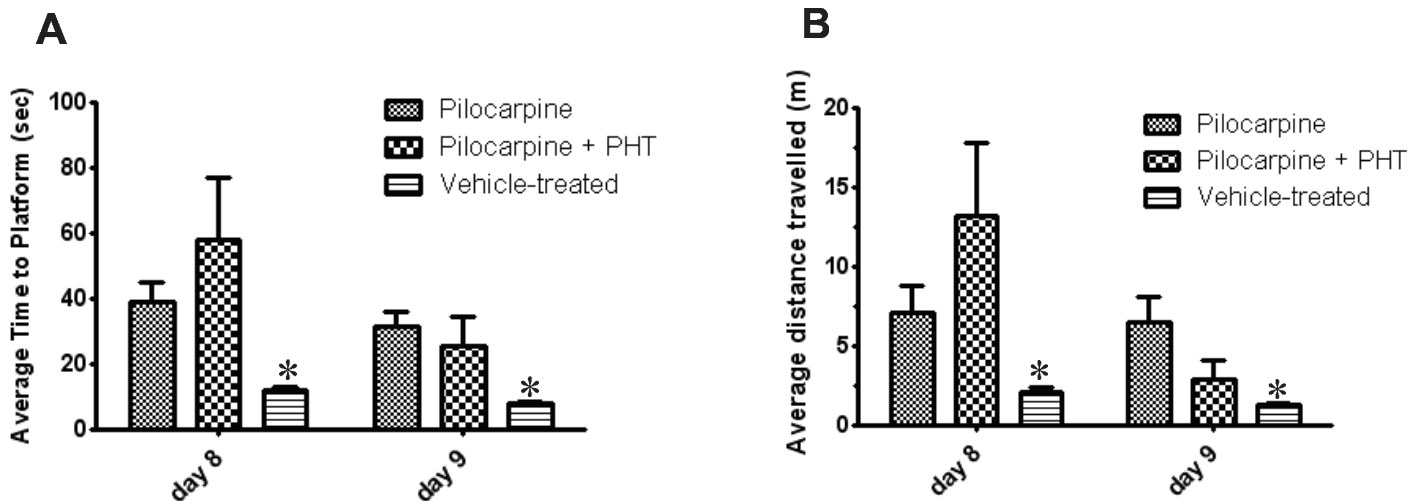 A
Average Time to Platform (sec)
100
80
60
40
20
0
Pilocarpine
Pilocarpine + PHT
Vehicle-treated
*
*
day 8
day 9
B
Average distance travelled (m)
20
15
10
5
0
Pilocarpine
Pilocarpine + PHT
Vehicle-treated
*
*
day 8
day 9